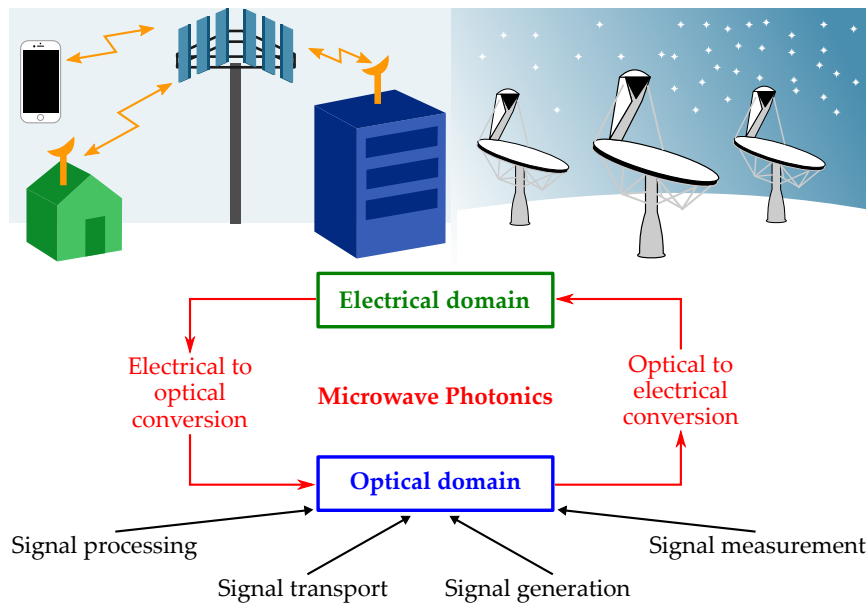 Electrical domain
Electrical to
optical
conversion
Microwave Photonics
Optical to
electrical
conversion
Optical domain
Signal processing
Signal measurement
Signal transport
Signal generation